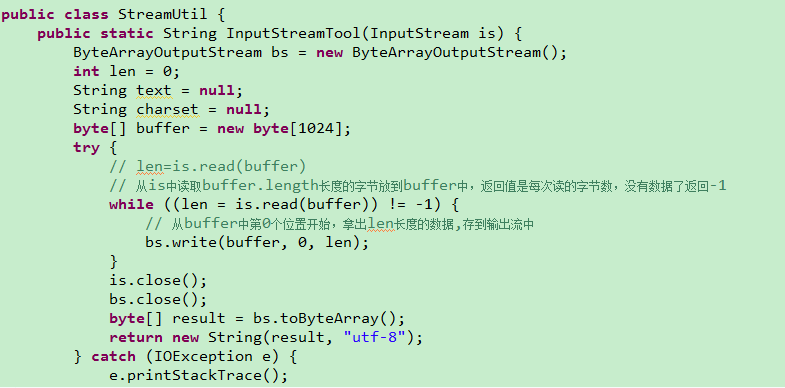 public class StreamUtil {
    public static String InputStreamTool(InputStream is) {
        ByteArrayOutputStream bs = new ByteArrayOutputStream();
        int len = 0;
        String text = null;
        String charset = null;
        byte[] buffer = new byte[1024];
        try {
            // len=is.read(buffer)
            // 从is中读取buffer.length长度的字节放到buffer中，返回值是每次读的字节数，没有数据了返回-1
            while ((len = is.read(buffer)) != -1) {
                // 从buffer中第0个位置开始，拿出len长度的数据,存到输出流中
                bs.write(buffer, 0, len);
            }
            is.close();
            bs.close();
            byte[] result = bs.toByteArray();
            return new String(result, "utf-8");
        } catch (IOException e) {
            e.printStackTrace();